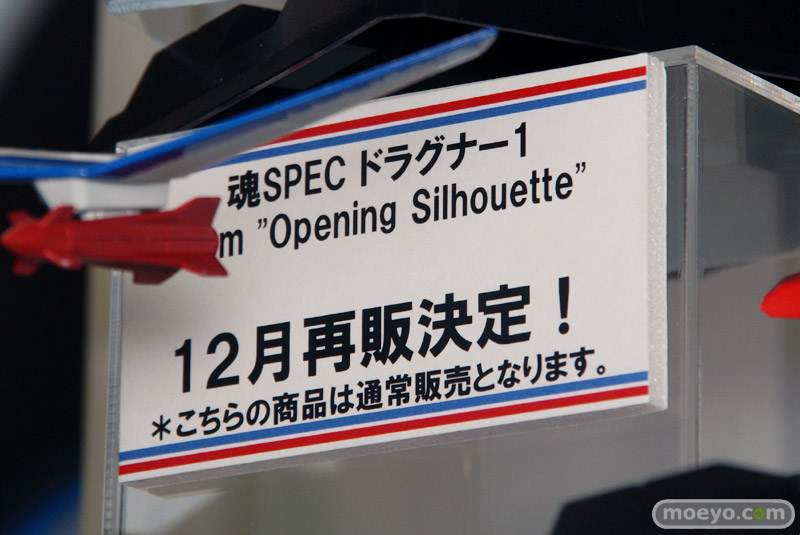 魂SPEC ドラグナー1
m "Opening Silhouette"
12月再販決定！
＊こちらの商品は通常販売となります。
moeyo.com